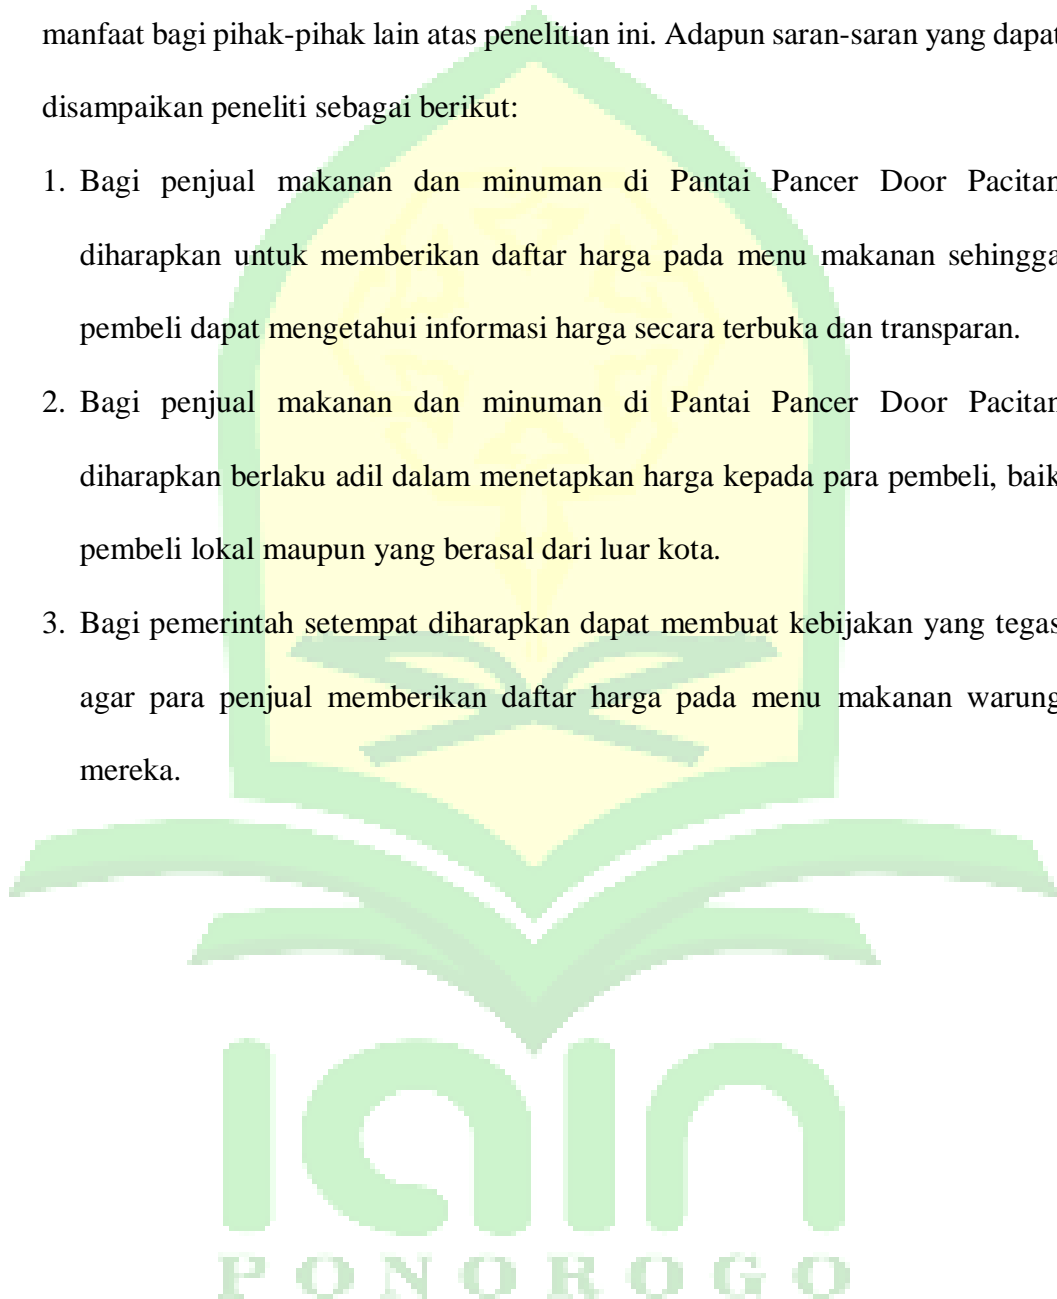 manfaat bagi pihak-pihak lain atas penelitian ini. Adapun saran-saran yang dapat
disampaikan peneliti sebagai berikut:
1. Bagi penjual makanan dan minuman di Pantai Pancer Door Pacitan
diharapkan untuk memberikan daftar harga pada menu makanan sehingga
pembeli dapat mengetahui informasi harga secara terbuka dan transparan.
2. Bagi penjual makanan dan minuman di Pantai Pancer Door Pacitan
diharapkan berlaku adil dalam menetapkan harga kepada para pembeli, baik
pembeli lokal maupun yang berasal dari luar kota.
3. Bagi pemerintah setempat diharapkan dapat membuat kebijakan yang tegas
agar para penjual memberikan daftar harga pada menu makanan warung
mereka.
iain
PONOROGO